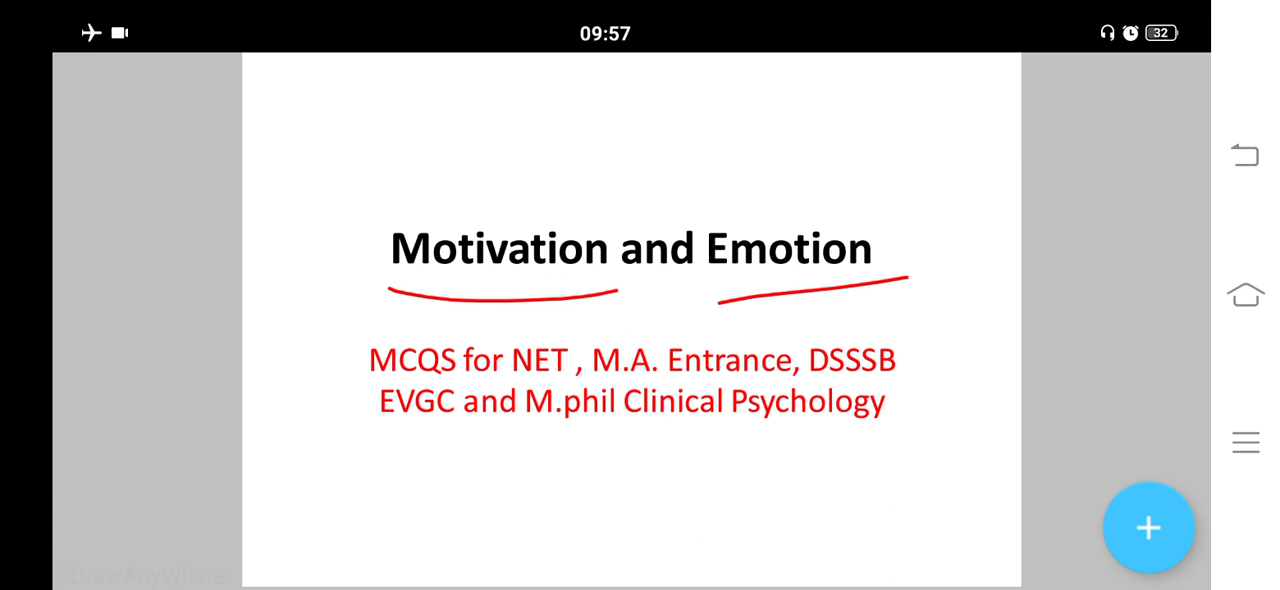 09:57
32
Motivation and Emotion
MCQS for NET , M.A. Entrance, DSSSB
EVGC and M.phil Clinical Psychology
DrawAnyWhere